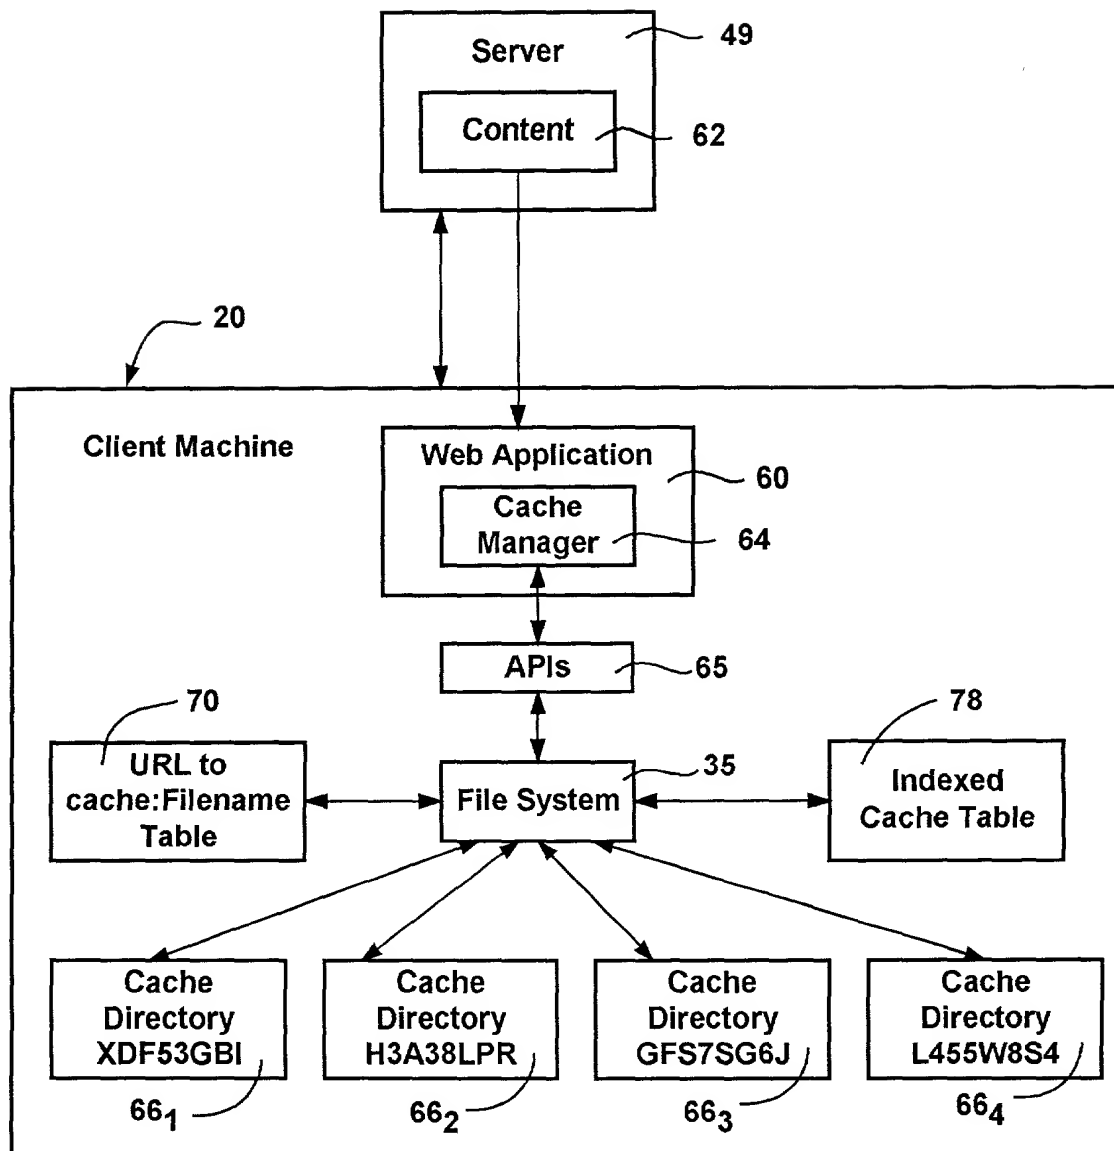 49
Server
Content
62
20
Client Machine
Web Application
60
Cache
Manager
64
APIs
65
70
78
URL to
cache:Filename
Table
35
File System
Indexed
Cache Table
Cache
Directory
XDF53GBI
Cache
Directory
H3A38LPR
Cache
Directory
GFS7SG6J
Cache
Directory
L455W8S4
66₁
66₂
66₃
66₄